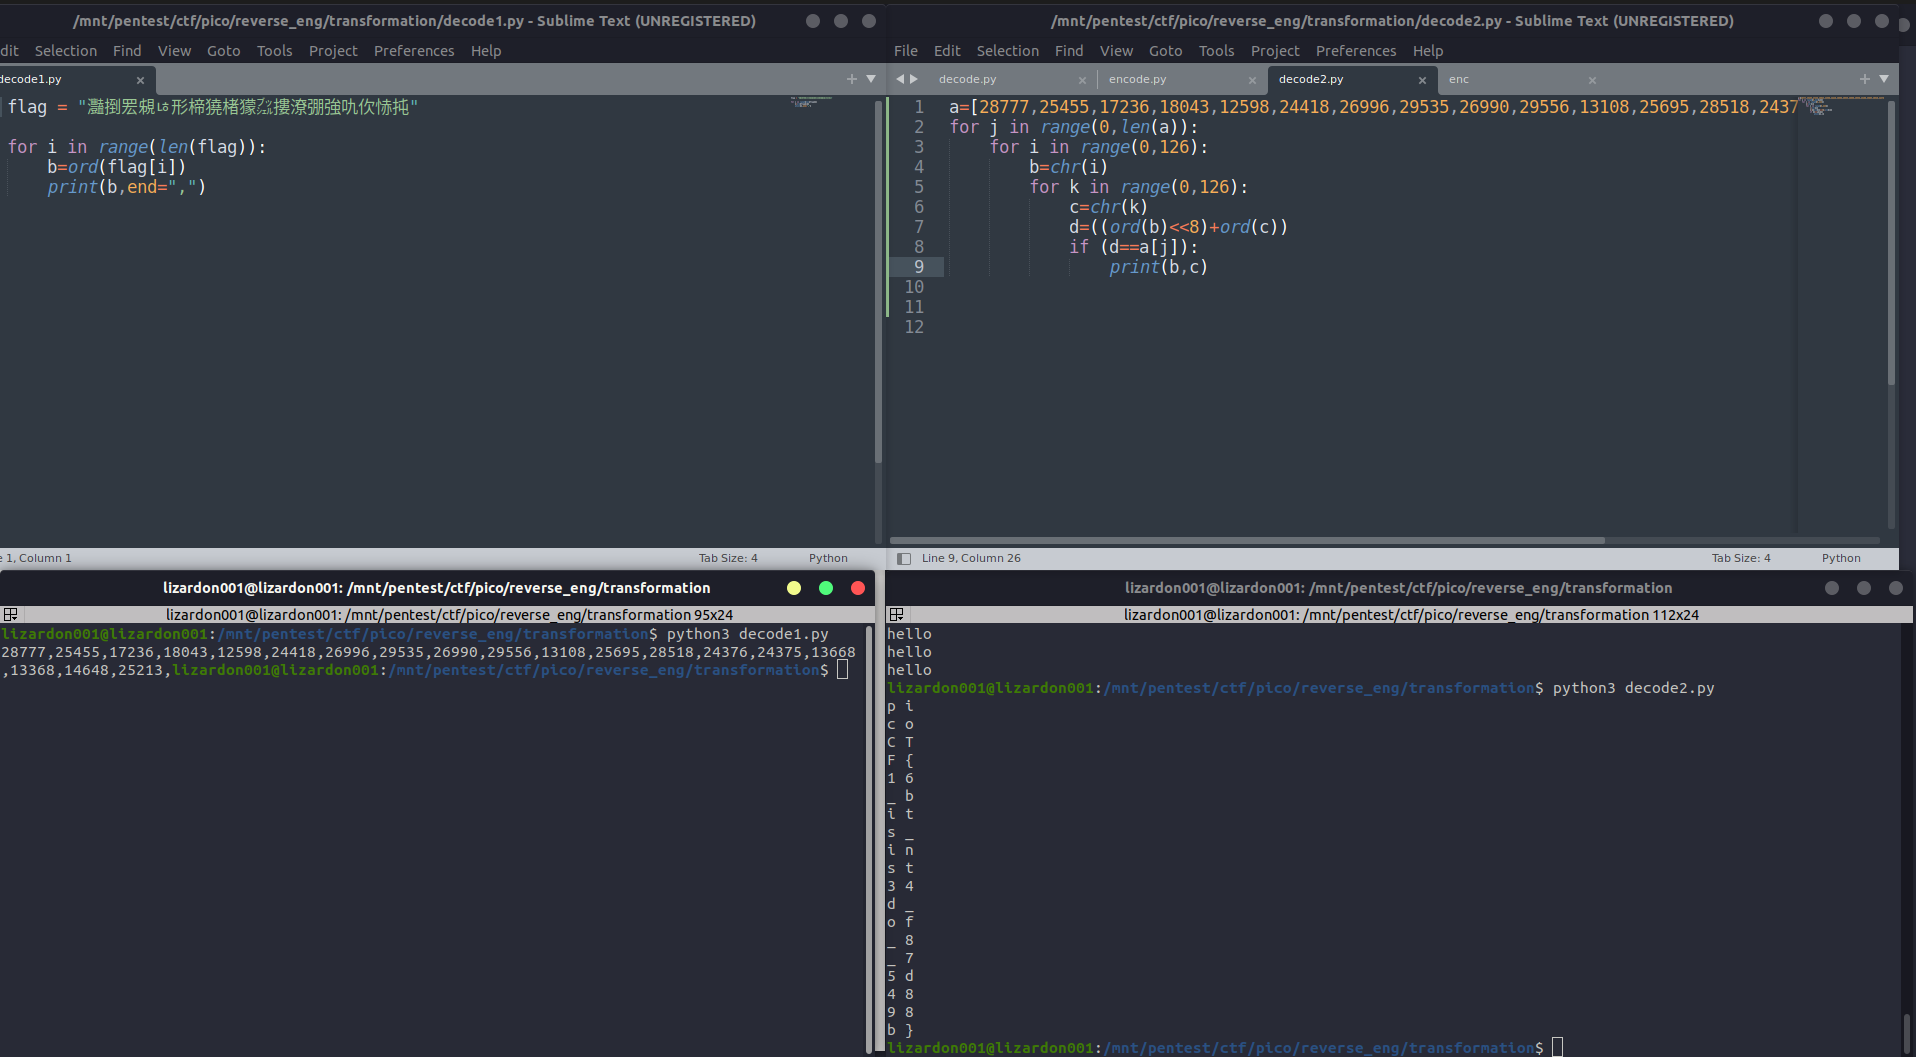 /mnt/pentest/ctf/pico/reverse_eng/transformation/decode1.py - Sublime Text (UNREGISTERED)
dit Selection Find View Goto Tools Project Preferences Help
decode1.py × + ▼
flag = "灩捯䍔䙻ㄶ形楴獟楮獴㌴摟潦弸強㕤㐸㤸扽"
for i in range(len(flag)):
b=ord(flag[i])
print(b,end=",")
e 1, Column 1 Tab Size: 4 Python
/mnt/pentest/ctf/pico/reverse_eng/transformation/decode2.py - Sublime Text (UNREGISTERED)
File Edit Selection Find View Goto Tools Project Preferences Help
decode.py × encode.py × decode2.py × enc × + ▼
1 a=[28777,25455,17236,18043,12598,24418,26996,29535,26990,29556,13108,25695,28518,2437
2 for j in range(0,len(a)):
3 for i in range(0,126):
4 b=chr(i)
5 for k in range(0,126):
6 c=chr(k)
7 d=((ord(b)<<8)+ord(c))
8 if (d==a[j]):
9 print(b,c)
10
11
12
Line 9, Column 26 Tab Size: 4 Python
lizardon001@lizardon001: /mnt/pentest/ctf/pico/reverse_eng/transformation
lizardon001@lizardon001: /mnt/pentest/ctf/pico/reverse_eng/transformation 95x24
lizardon001@lizardon001:/mnt/pentest/ctf/pico/reverse_eng/transformation$ python3 decode1.py
28777,25455,17236,18043,12598,24418,26996,29535,26990,29556,13108,25695,28518,24376,24375,13668
,13368,14648,25213,lizardon001@lizardon001:/mnt/pentest/ctf/pico/reverse_eng/transformation$
lizardon001@lizardon001: /mnt/pentest/ctf/pico/reverse_eng/transformation
lizardon001@lizardon001: /mnt/pentest/ctf/pico/reverse_eng/transformation 112x24
hello
hello
hello
lizardon001@lizardon001:/mnt/pentest/ctf/pico/reverse_eng/transformation$ python3 decode2.py
p i
c o
C T
F {
1 6
_ b
i t
s _
i n
s t
3 4
d _
o f
_ 8
_ 7
5 d
4 8
9 8
b }
lizardon001@lizardon001:/mnt/pentest/ctf/pico/reverse_eng/transformation$